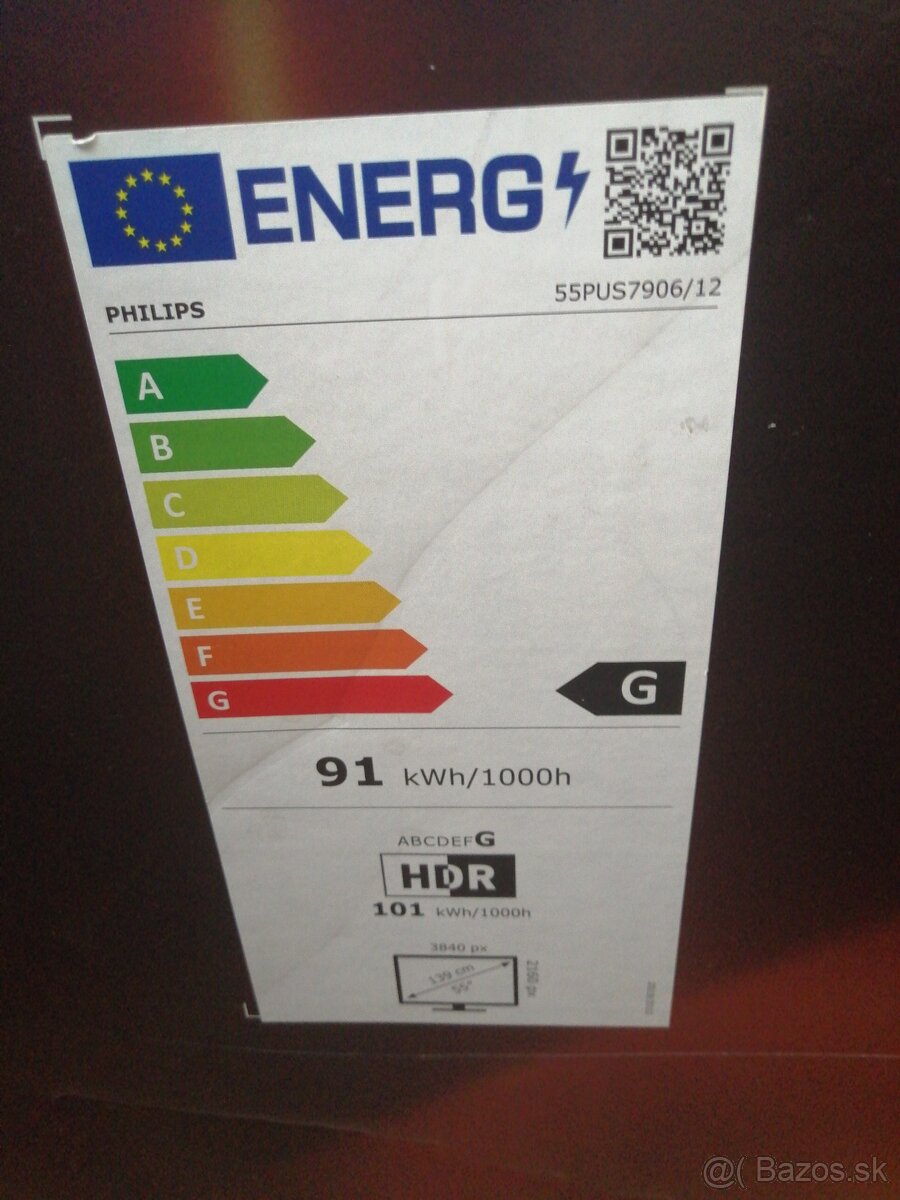 ENERG
55PUS7906/12
PHILIPS
A
B
C
D
E
F
G
G
91 kWh/1000h
ABCDEFG
HDR
101 kWh/1000h
3840 px
2160 px
139 cm
55"
@( Bazos.sk